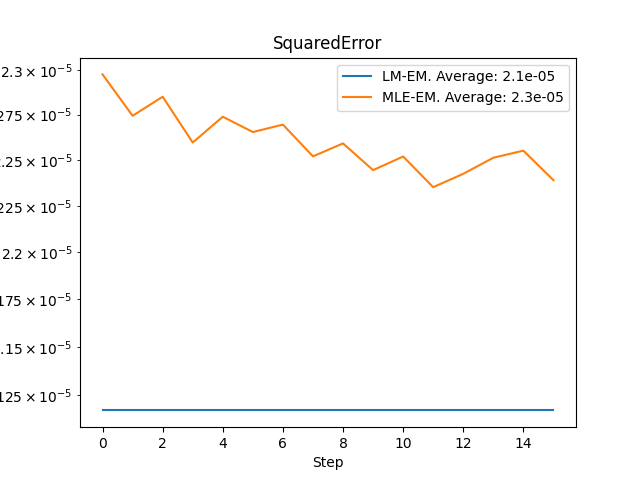 SquaredError
LM-EM. Average: 2.1e-05
MLE-EM. Average: 2.3e-05
2.3 × 10⁻⁵
275 × 10⁻⁵
.25 × 10⁻⁵
225 × 10⁻⁵
2.2 × 10⁻⁵
175 × 10⁻⁵
.15 × 10⁻⁵
125 × 10⁻⁵
0 2 4 6 8 10 12 14
Step